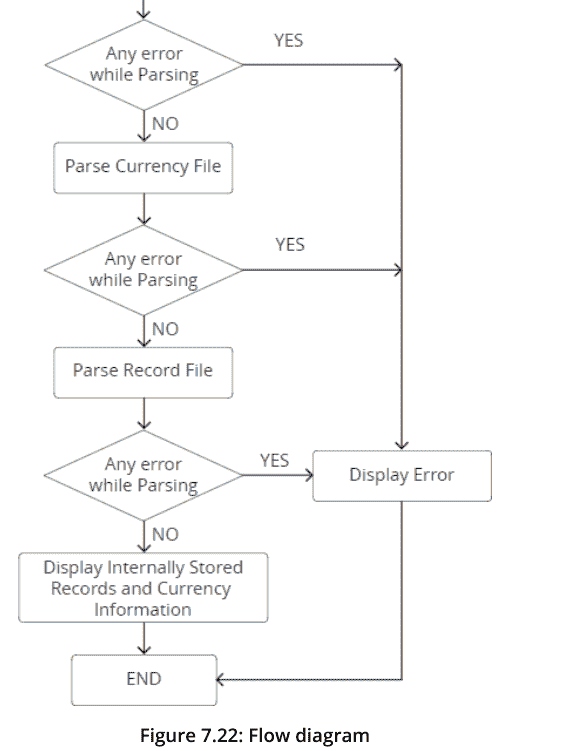 Any error
while Parsing
YES
NO
Parse Currency File
Any error
while Parsing
YES
NO
Parse Record File
Any error
while Parsing
YES
Display Error
NO
Display Internally Stored
Records and Currency
Information
END
Figure 7.22: Flow diagram